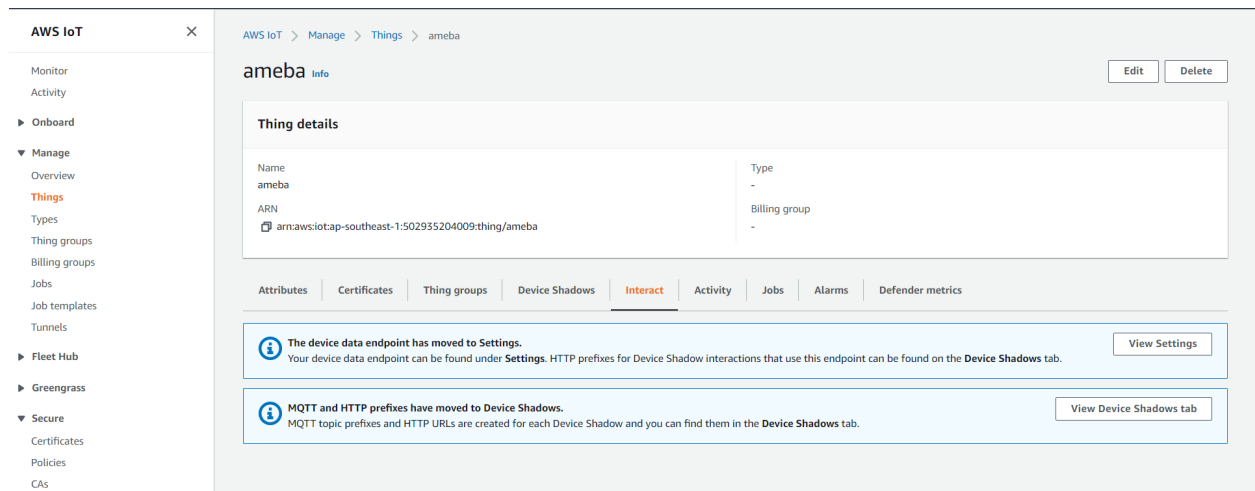 AWS IoT
Monitor
Activity
Onboard
Manage
Overview
Things
Types
Thing groups
Billing groups
Jobs
Job templates
Tunnels
Fleet Hub
Greengrass
Secure
Certificates
Policies
CAs
AWS IoT > Manage > Things > ameba
ameba Info
Edit Delete
Thing details
Name
ameba
ARN
arn:aws:iot:ap-southeast-1:502935204009:thing/ameba
Type
-
Billing group
-
Attributes Certificates Thing groups Device Shadows Interact Activity Jobs Alarms Defender metrics
The device data endpoint has moved to Settings.
Your device data endpoint can be found under Settings. HTTP prefixes for Device Shadow interactions that use this endpoint can be found on the Device Shadows tab.
View Settings
MQTT and HTTP prefixes have moved to Device Shadows.
MQTT topic prefixes and HTTP URLs are created for each Device Shadow and you can find them in the Device Shadows tab.
View Device Shadows tab